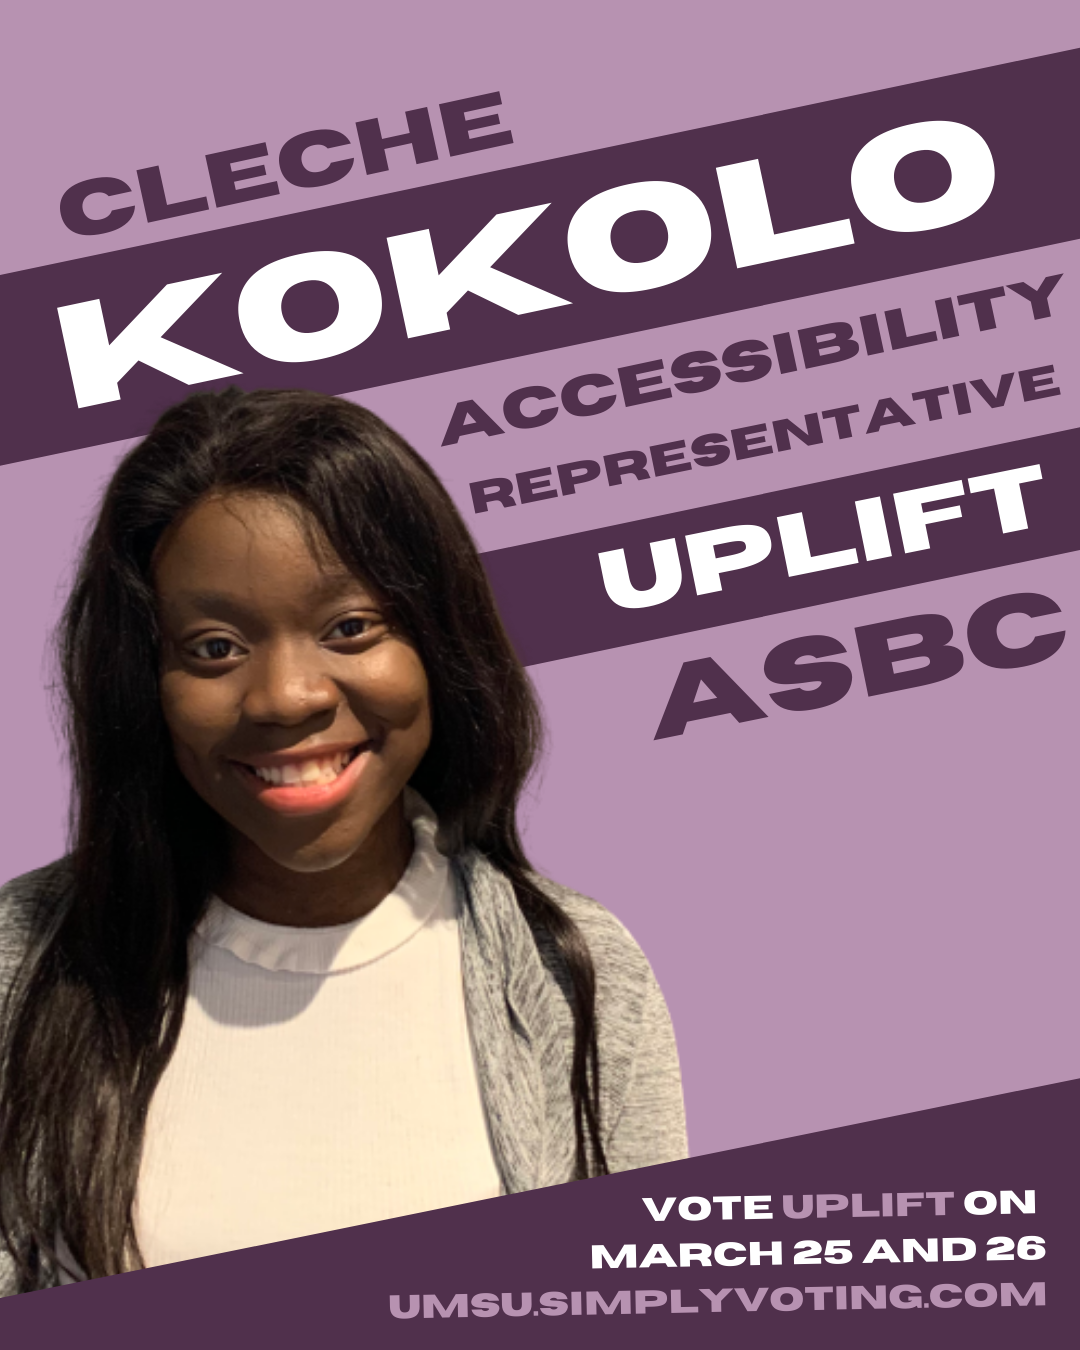 CLECHE
KOKOLO
ACCESSIBILITY
REPRESENTATIVE
UPLIFT
ASBC
VOTE UPLIFT ON
MARCH 25 AND 26
UMSU.SIMPLYVOTING.COM